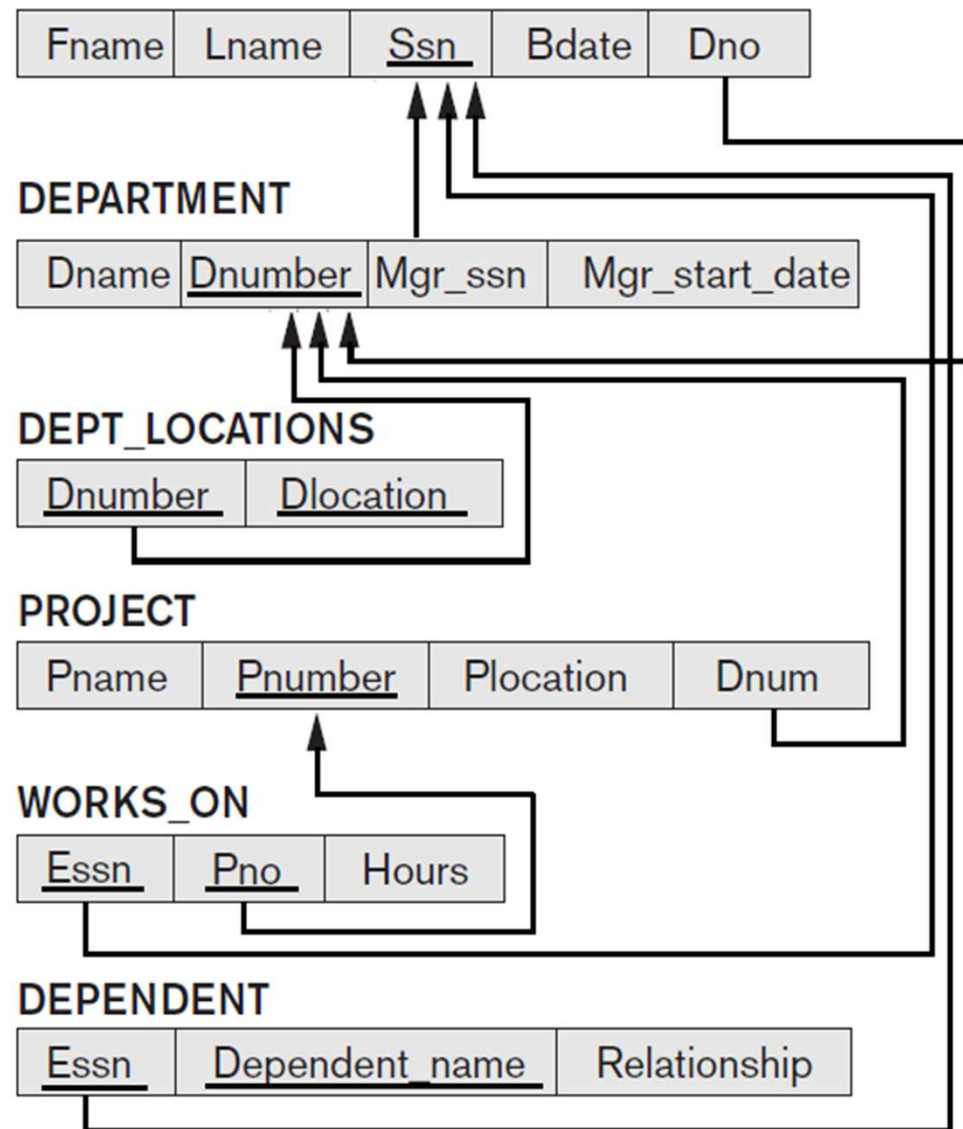 Fname Lname Ssn Bdate Dno
DEPARTMENT
Dname Dnumber Mgr_ssn Mgr_start_date
DEPT_LOCATIONS
Dnumber Dlocation
PROJECT
Pname Pnumber Plocation Dnum
WORKS_ON
Essn Pno Hours
DEPENDENT
Essn Dependent_name Relationship